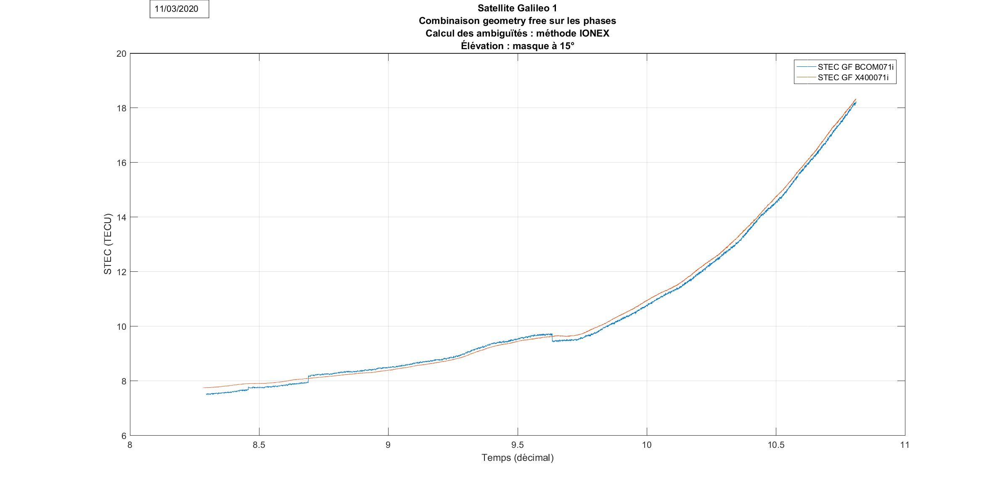 11/03/2020
Satellite Galileo 1
Combinaison geometry free sur les phases
Calcul des ambiguïtés : méthode IONEX
Élévation : masque à 15°
STEC GF BCOM071i
STEC GF X400071i
20
18
16
14
12
10
8
6
STEC (TECU)
8
8.5
9
9.5
10
10.5
11
Temps (décimal)